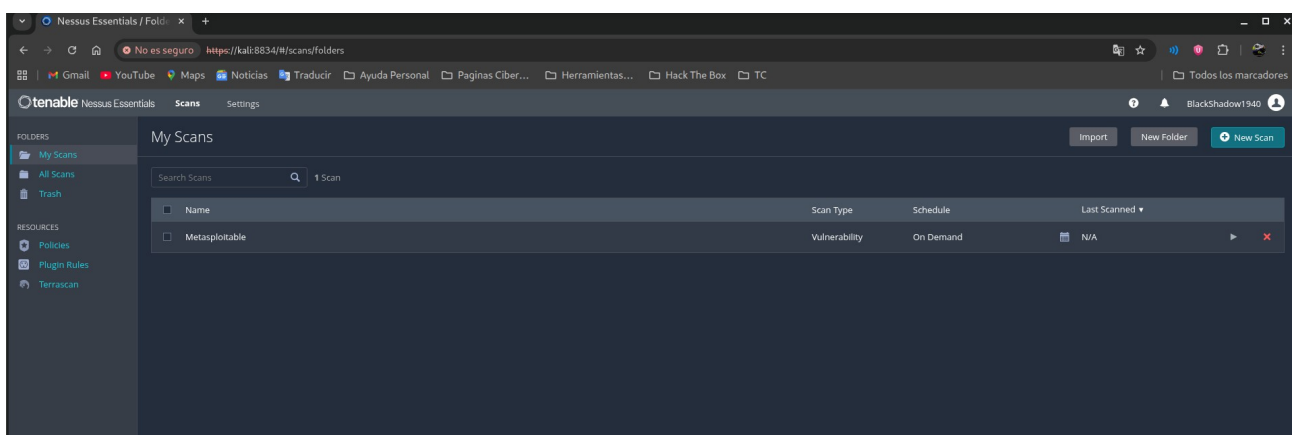 Nessus Essentials / Folde
No es seguro https://kali:8834/#/scans/folders
Gmail YouTube Maps Noticias Traducir Ayuda Personal Paginas Ciber... Herramientas... Hack The Box TC Todos los marcadores
tenable Nessus Essentials Scans Settings BlackShadow1940
FOLDERS
My Scans
All Scans
Trash
RESOURCES
Policies
Plugin Rules
Terrascan
My Scans Import New Folder New Scan
Search Scans 1 Scan
Name Scan Type Schedule Last Scanned
Metasploitable Vulnerability On Demand N/A